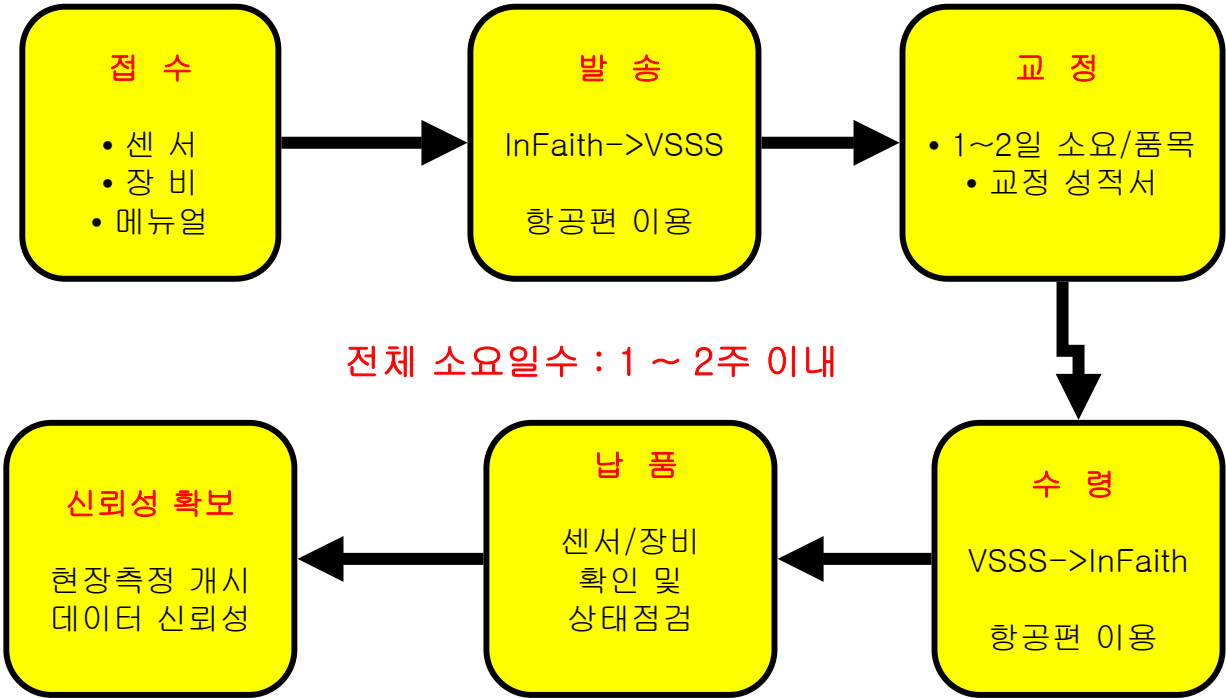 접 수
• 센 서
• 장 비
• 메뉴얼
발 송
InFaith->VSSS
항공편 이용
교 정
• 1~2일 소요/품목
• 교정 성적서
전체 소요일수 : 1 ~ 2주 이내
수 령
VSSS->InFaith
항공편 이용
납 품
센서/장비
확인 및
상태점검
신뢰성 확보
현장측정 개시
데이터 신뢰성